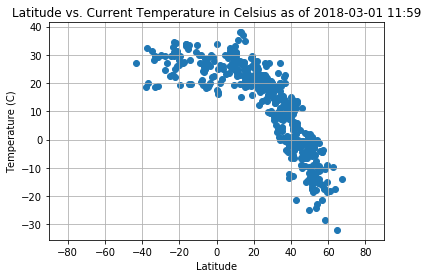 Latitude vs. Current Temperature in Celsius as of 2018-03-01 11:59
Temperature (C)
40
30
20
10
0
−10
−20
−30
−80 −60 −40 −20 0 20 40 60 80
Latitude